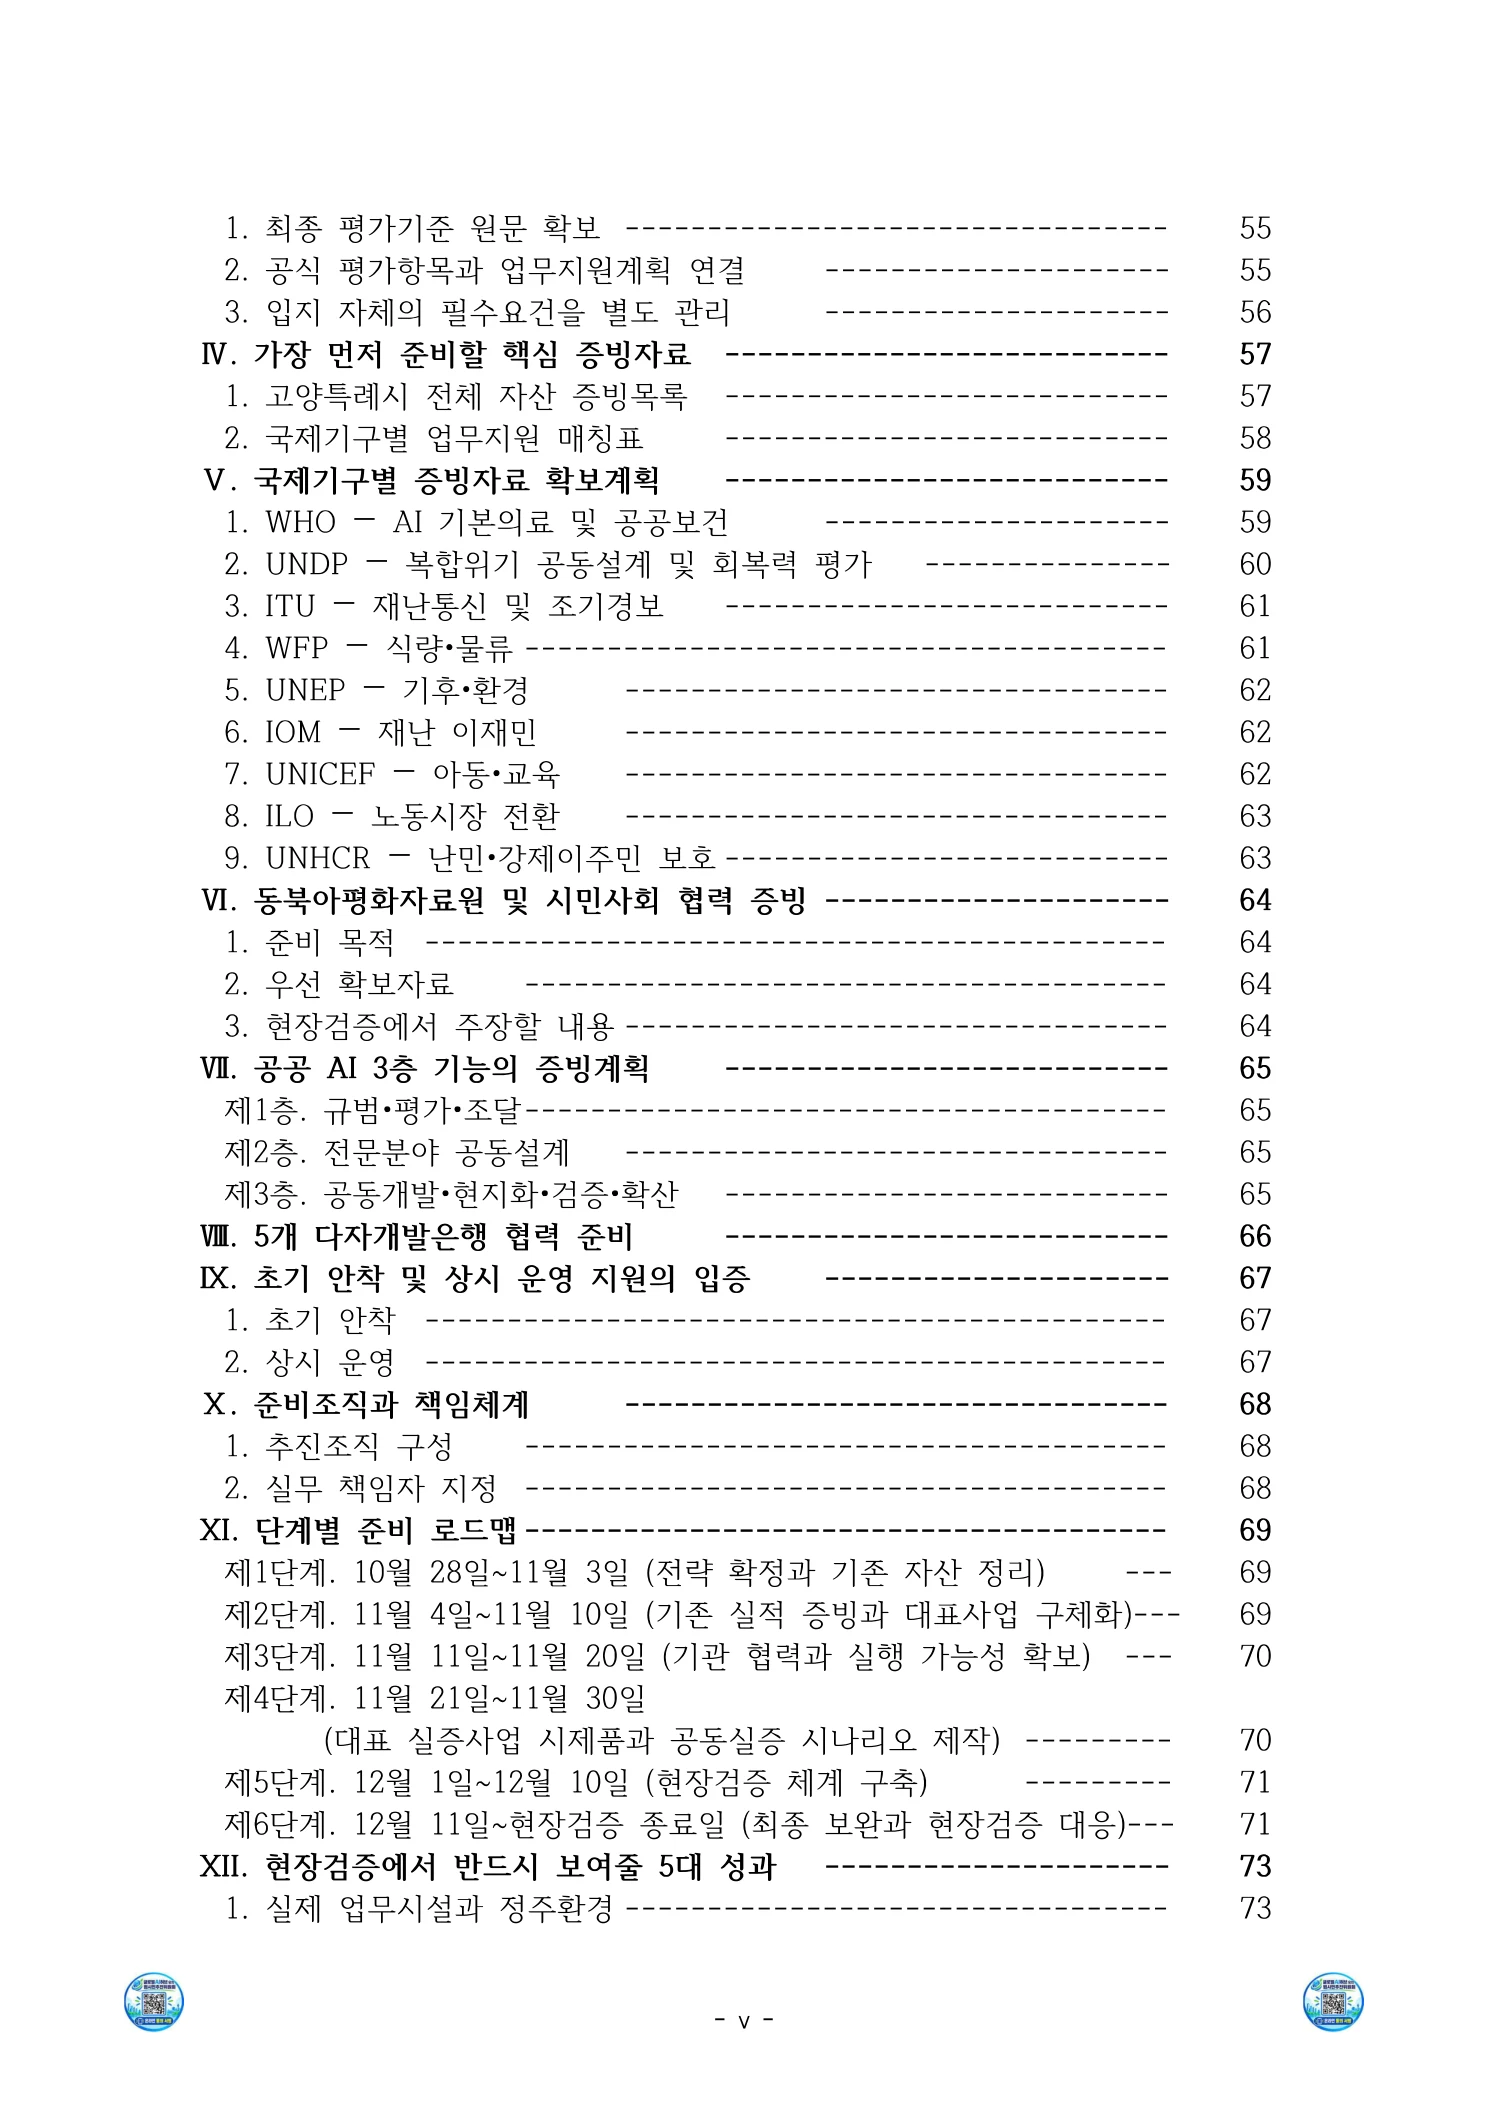 1. 최종 평가기준 원문 확보 --------------------------------- 55
2. 공식 평가항목과 업무지원계획 연결 --------------------- 55
3. 입지 자체의 필수요건을 별도 관리 --------------------- 56
Ⅳ. 가장 먼저 준비할 핵심 증빙자료 --------------------------- 57
1. 고양특례시 전체 자산 증빙목록 --------------------------- 57
2. 국제기구별 업무지원 매칭표 --------------------------- 58
Ⅴ. 국제기구별 증빙자료 확보계획 --------------------------- 59
1. WHO — AI 기본의료 및 공공보건 --------------------- 59
2. UNDP — 복합위기 공동설계 및 회복력 평가 --------------- 60
3. ITU — 재난통신 및 조기경보 --------------------------- 61
4. WFP — 식량•물류 --------------------------------------- 61
5. UNEP — 기후•환경 --------------------------------- 62
6. IOM — 재난 이재민 --------------------------------- 62
7. UNICEF — 아동•교육 --------------------------------- 62
8. ILO — 노동시장 전환 --------------------------------- 63
9. UNHCR — 난민•강제이주민 보호 --------------------------- 63
Ⅵ. 동북아평화자료원 및 시민사회 협력 증빙 --------------------- 64
1. 준비 목적 --------------------------------------------- 64
2. 우선 확보자료 --------------------------------------- 64
3. 현장검증에서 주장할 내용 --------------------------------- 64
Ⅶ. 공공 AI 3층 기능의 증빙계획 --------------------------- 65
제1층. 규범•평가•조달 --------------------------------------- 65
제2층. 전문분야 공동설계 --------------------------------- 65
제3층. 공동개발•현지화•검증•확산 --------------------------- 65
Ⅷ. 5개 다자개발은행 협력 준비 --------------------------- 66
Ⅸ. 초기 안착 및 상시 운영 지원의 입증 --------------------- 67
1. 초기 안착 --------------------------------------------- 67
2. 상시 운영 --------------------------------------------- 67
Ⅹ. 준비조직과 책임체계 --------------------------------- 68
1. 추진조직 구성 --------------------------------------- 68
2. 실무 책임자 지정 --------------------------------------- 68
XI. 단계별 준비 로드맵 --------------------------------------- 69
제1단계. 10월 28일~11월 3일 (전략 확정과 기존 자산 정리) --- 69
제2단계. 11월 4일~11월 10일 (기존 실적 증빙과 대표사업 구체화)--- 69
제3단계. 11월 11일~11월 20일 (기관 협력과 실행 가능성 확보) --- 70
제4단계. 11월 21일~11월 30일
(대표 실증사업 시제품과 공동실증 시나리오 제작) --------- 70
제5단계. 12월 1일~12월 10일 (현장검증 체계 구축) --------- 71
제6단계. 12월 11일~현장검증 종료일 (최종 보완과 현장검증 대응)--- 71
XII. 현장검증에서 반드시 보여줄 5대 성과 --------------------- 73
1. 실제 업무시설과 정주환경 --------------------------------- 73
- v -